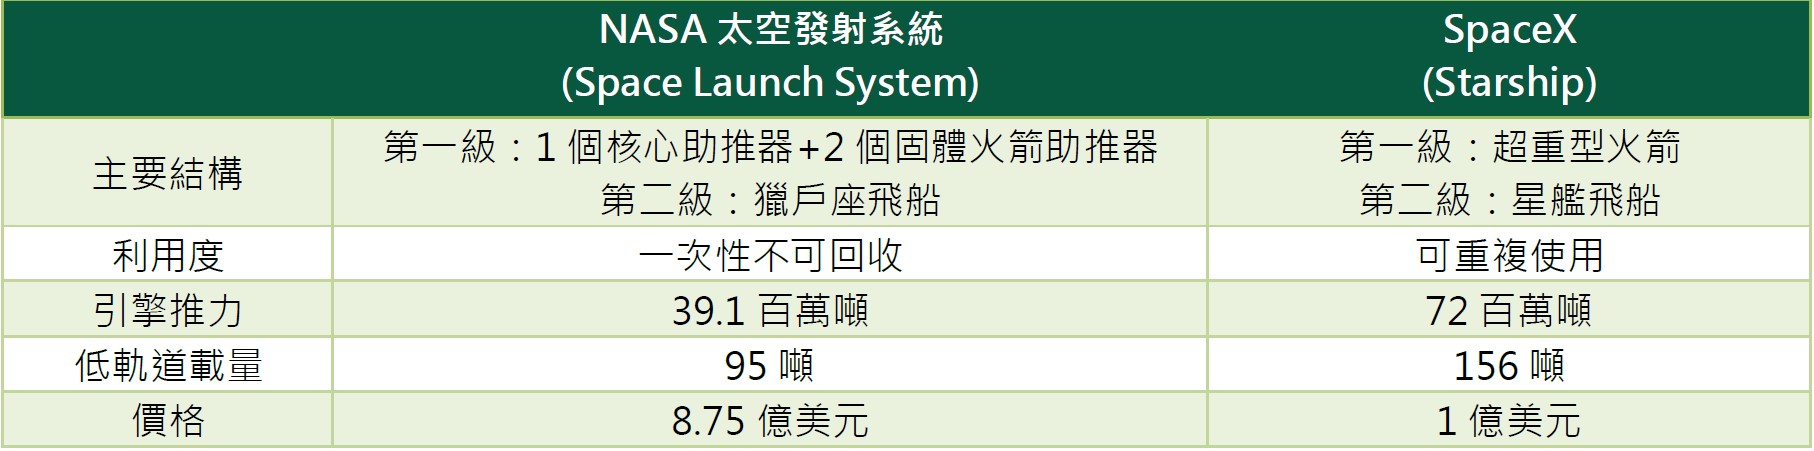 NASA 太空發射系統
(Space Launch System)
SpaceX
(Starship)
主要結構
第一級：1 個核心助推器+2 個固體火箭助推器
第二級：獵戶座飛船
第一級：超重型火箭
第二級：星艦飛船
利用度
一次性不可回收
可重複使用
引擎推力
39.1 百萬噸
72 百萬噸
低軌道載量
95 噸
156 噸
價格
8.75 億美元
1 億美元